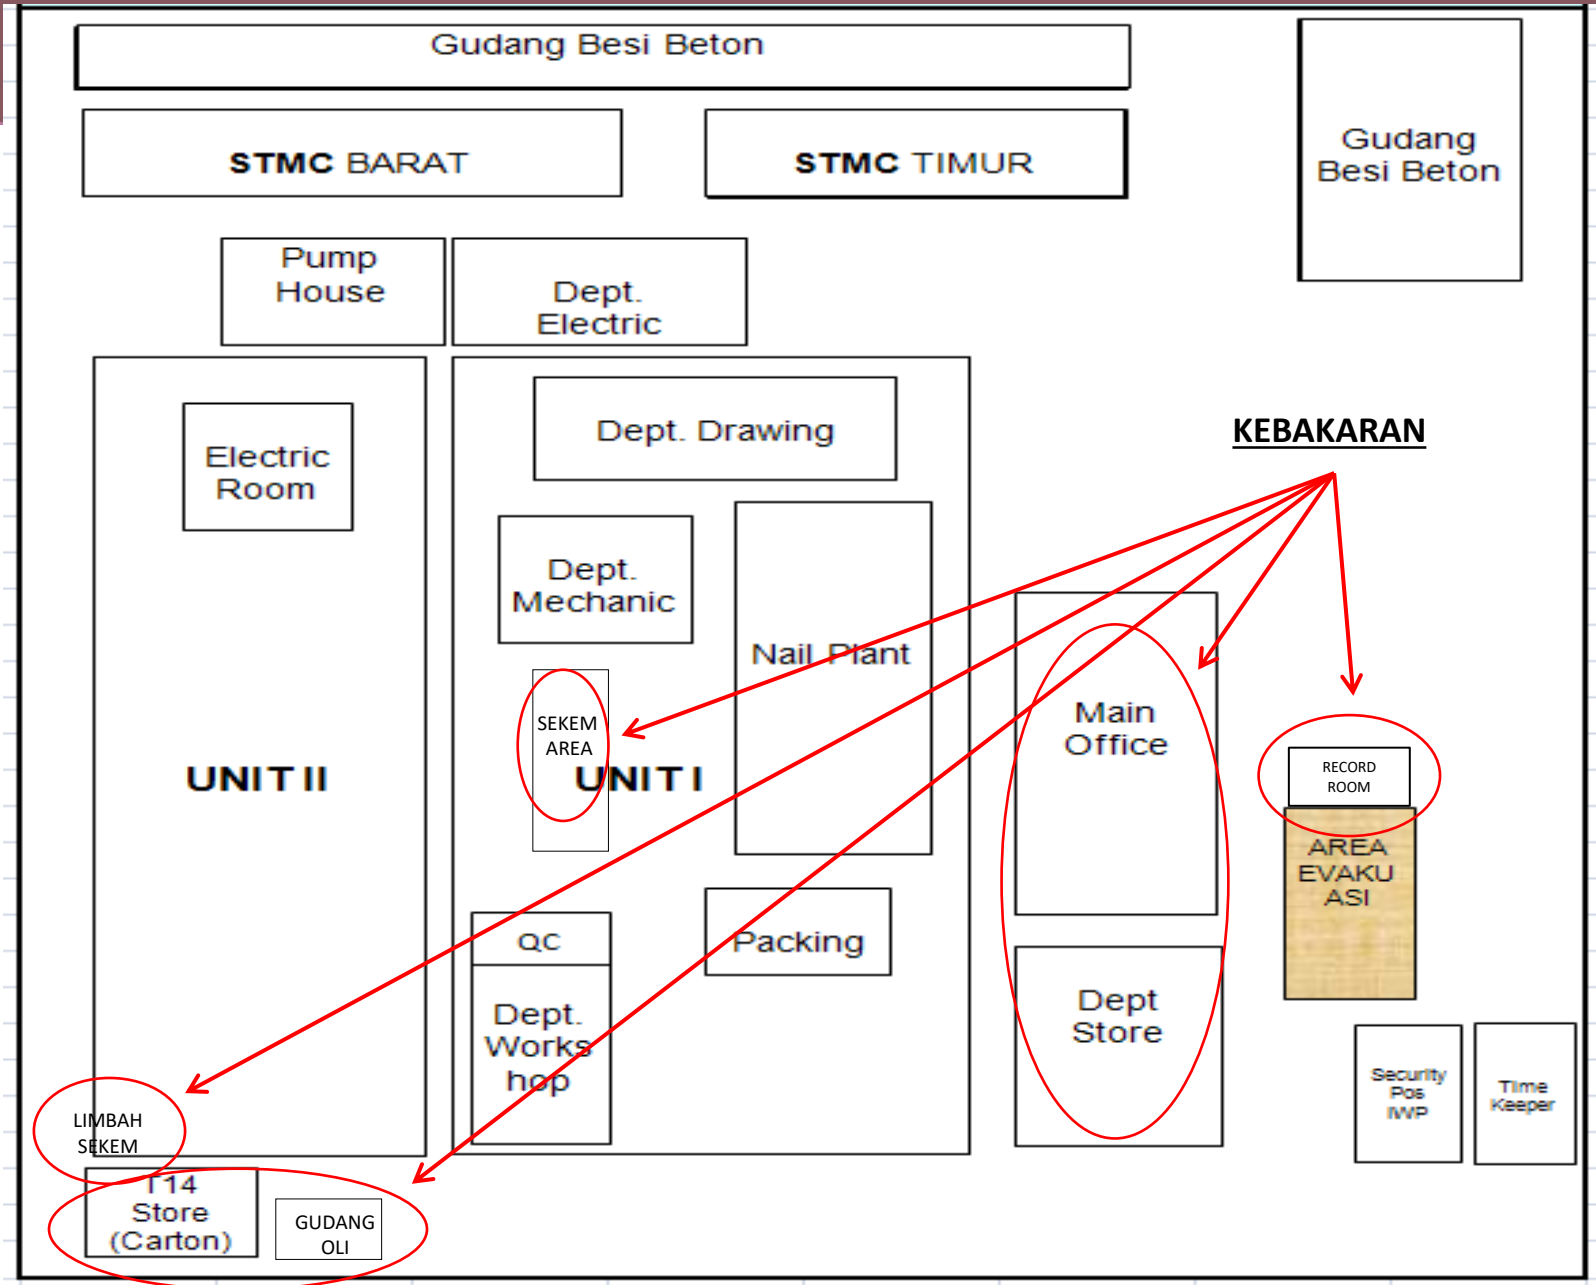 Gudang Besi Beton
STMC BARAT
STMC TIMUR
Gudang
Besi Beton
Pump
House
Dept.
Electric
Dept. Drawing
Electric
Room
KEBAKARAN
Dept.
Mechanic
Nail Plant
SEKEM
AREA
UNIT II
UNIT I
Main
Office
RECORD
ROOM
AREA
EVAKU
ASI
QC
Packing
Dept.
Works
hop
Dept
Store
Security
Pos
IWP
Time
Keeper
LIMBAH
SEKEM
T14
Store
(Carton)
GUDANG
OLI